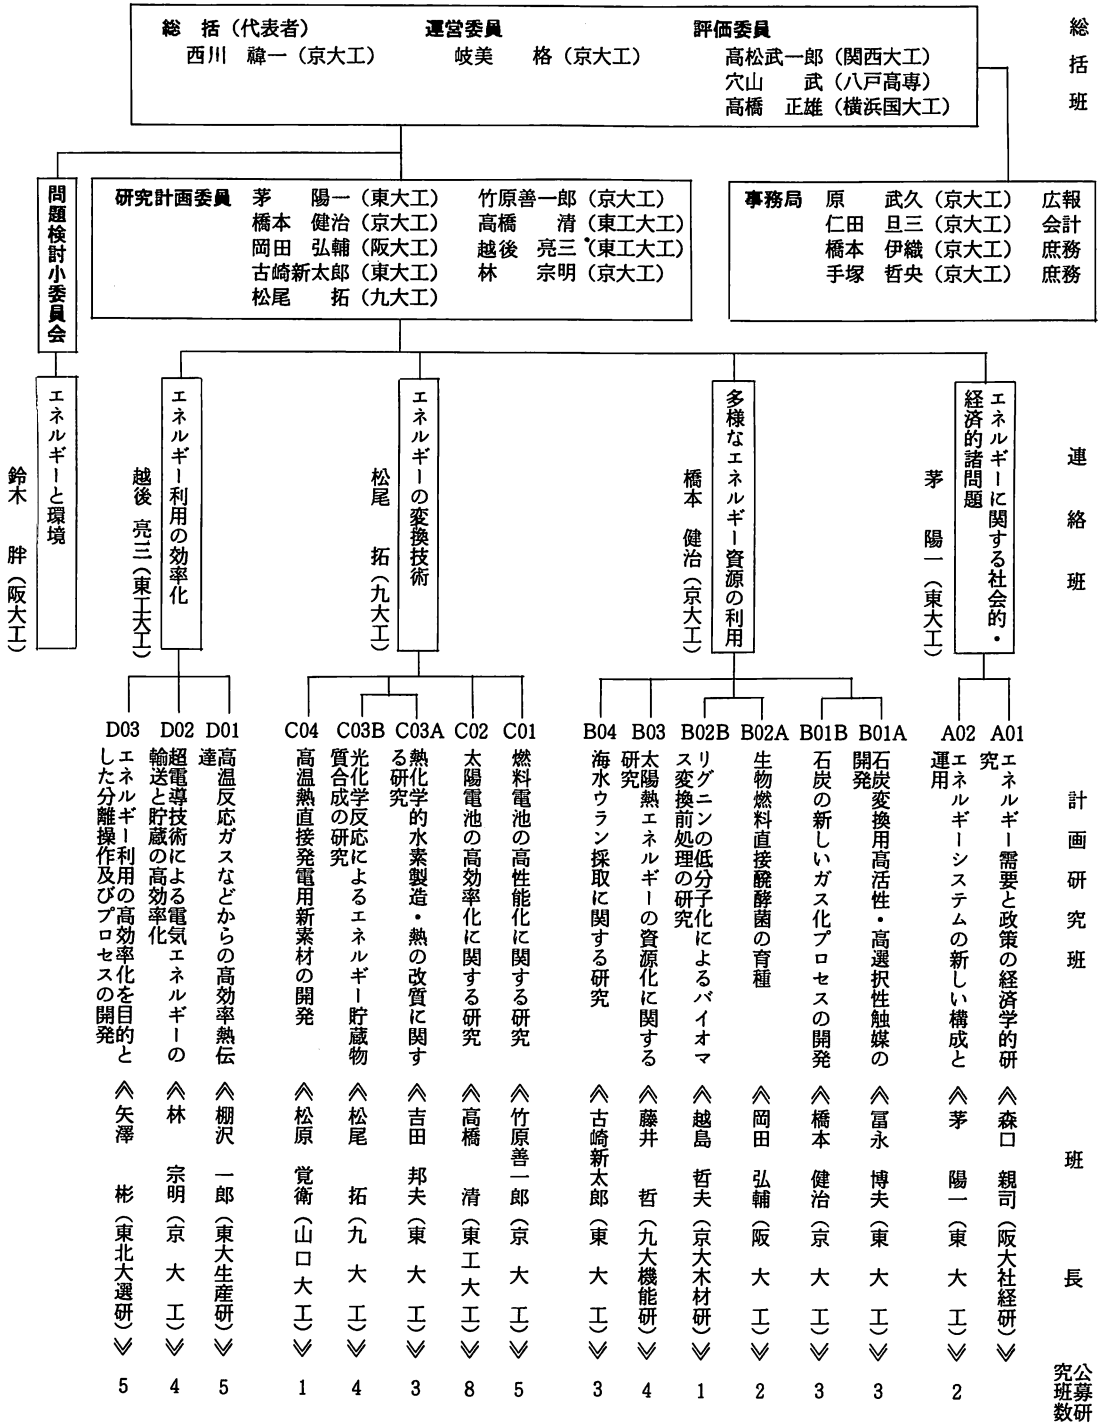 総括班
総 括（代表者）
西川 禕一（京大工）
運営委員
岐美 格（京大工）
評価委員
高松武一郎（関西大工）
穴山 武（八戸高専）
高橋 正雄（横浜国大工）
問題検討小委員会
研究計画委員
茅 陽一（東大工）
橋本 健治（京大工）
岡田 弘輔（阪大工）
古崎新太郎（東大工）
松尾 拓（九大工）
竹原善一郎（京大工）
高橋 清（東工大工）
越後 亮三（東工大工）
林 宗明（京大工）
事務局
原 武久（京大工） 広報
仁田 旦三（京大工） 会計
橋本 伊織（京大工） 庶務
手塚 哲央（京大工） 庶務
連絡班
エネルギーに関する社会的・
経済的諸問題
茅 陽一（東大工）
多様なエネルギー資源の利用
橋本 健治（京大工）
エネルギーの変換技術
松尾 拓（九大工）
エネルギー利用の効率化
越後 亮三（東工大工）
エネルギーと環境
鈴木 胖（阪大工）
計画研究班
班長
公募研
究班数
A01
エネルギー需要と政策の経済学的研
究
≪森口 親司（阪大社経研）≫
A02
エネルギーシステムの新しい構成と
運用
≪茅 陽一（東大工）≫
2
B01A
石炭変換用高活性・高選択性触媒の
開発
≪冨永 博夫（東大工）≫
3
B01B
石炭の新しいガス化プロセスの開発
≪橋本 健治（京大工）≫
3
B02A
生物燃料直接醗酵菌の育種
≪岡田 弘輔（阪大工）≫
2
B02B
リグニンの低分子化によるバイオマ
ス変換前処理の研究
≪越島 哲夫（京大木材研）≫
1
B03
太陽熱エネルギーの資源化に関する
研究
≪藤井 哲（九大機能研）≫
4
B04
海水ウラン採取に関する研究
≪古崎新太郎（東大工）≫
3
C01
燃料電池の高性能化に関する研究
≪竹原善一郎（京大工）≫
5
C02
太陽電池の高効率化に関する研究
≪高橋 清（東工大工）≫
8
C03A
熱化学的水素製造・熱の改質に関す
る研究
≪吉田 邦夫（東大工）≫
3
C03B
光化学反応によるエネルギー貯蔵物
質合成の研究
≪松尾 拓（九大工）≫
4
C04
高温熱直接発電用新素材の開発
≪松原 覚衛（山口大工）≫
1
D01
高温反応ガスなどからの高効率熱伝
達
≪棚沢 一郎（東大生産研）≫
5
D02
超電導技術による電気エネルギーの
輸送と貯蔵の高効率化
≪林 宗明（京大工）≫
4
D03
エネルギー利用の高効率化を目的と
した分離操作及びプロセスの開発
≪矢澤 彬（東北大選研）≫
5